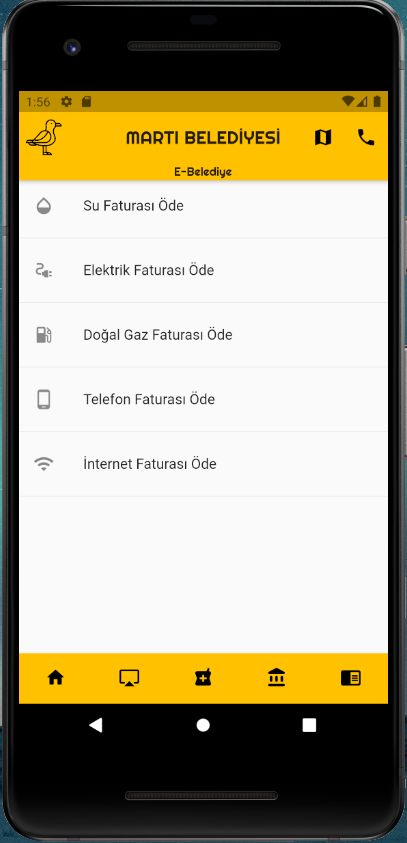 1:56
MARTI BELEDİYESİ
E-Belediye
Su Faturası Öde
Elektrik Faturası Öde
Doğal Gaz Faturası Öde
Telefon Faturası Öde
İnternet Faturası Öde